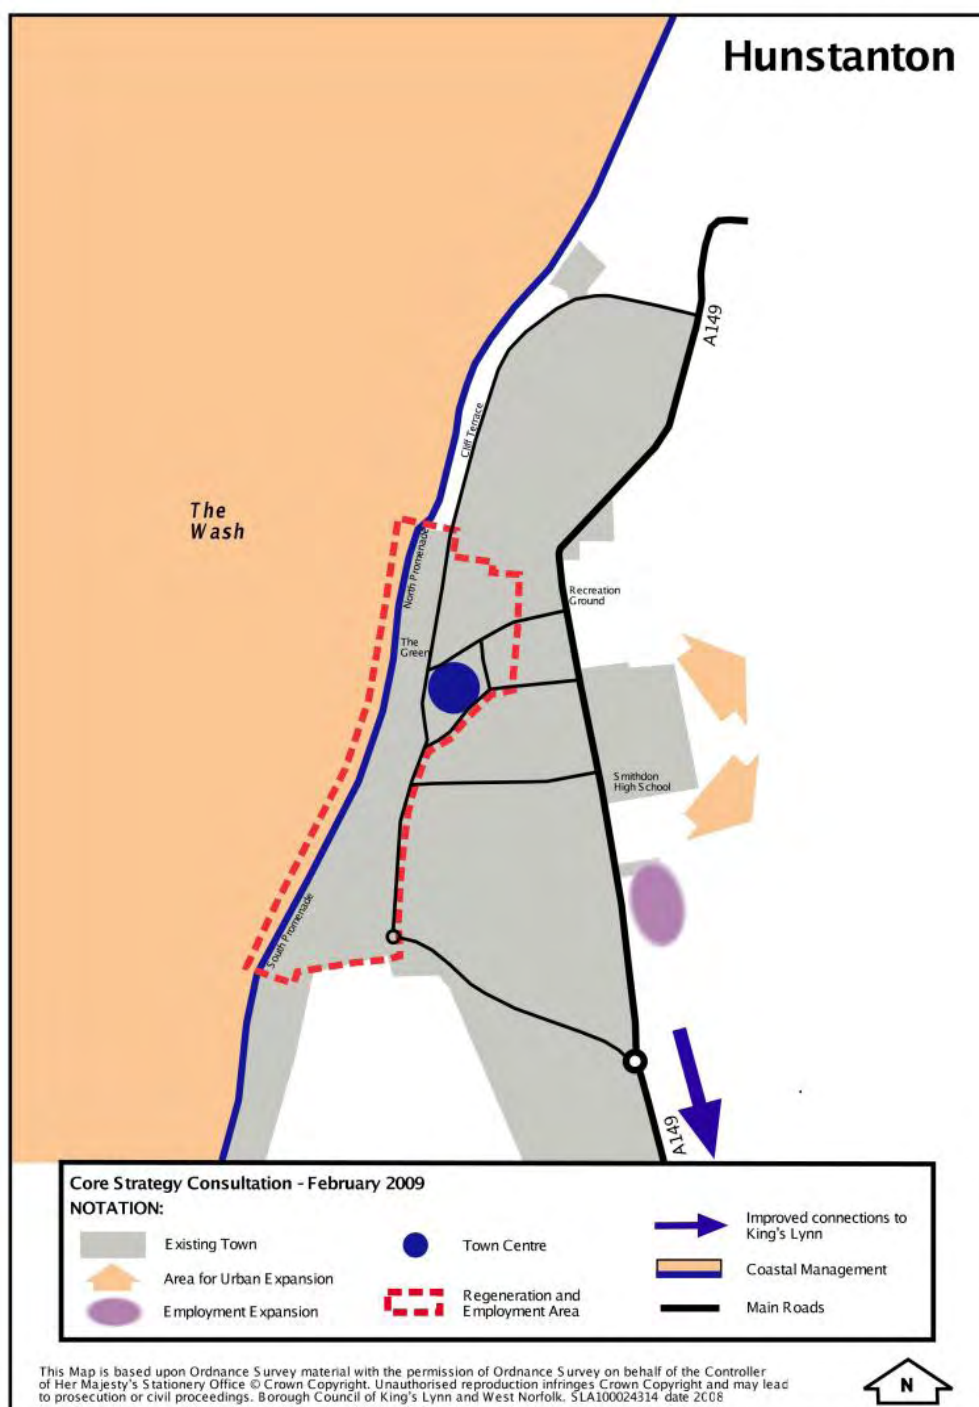 Hunstanton
A149
Cliff Terrace
The
Wash
North Promenade
Recreation
Ground
The
Green
Smithdon
High School
South Promenade
A149
Core Strategy Consultation - February 2009
NOTATION:
Existing Town
Area for Urban Expansion
Employment Expansion
Town Centre
Regeneration and
Employment Area
Improved connections to
King's Lynn
Coastal Management
Main Roads
This Map is based upon Ordnance Survey material with the permission of Ordnance Survey on behalf of the Controller
of Her Majesty's Stationery Office © Crown Copyright. Unauthorised reproduction infringes Crown Copyright and may lead
to prosecution or civil proceedings. Borough Council of King's Lynn and West Norfolk. SLA100024314 date 2008
N